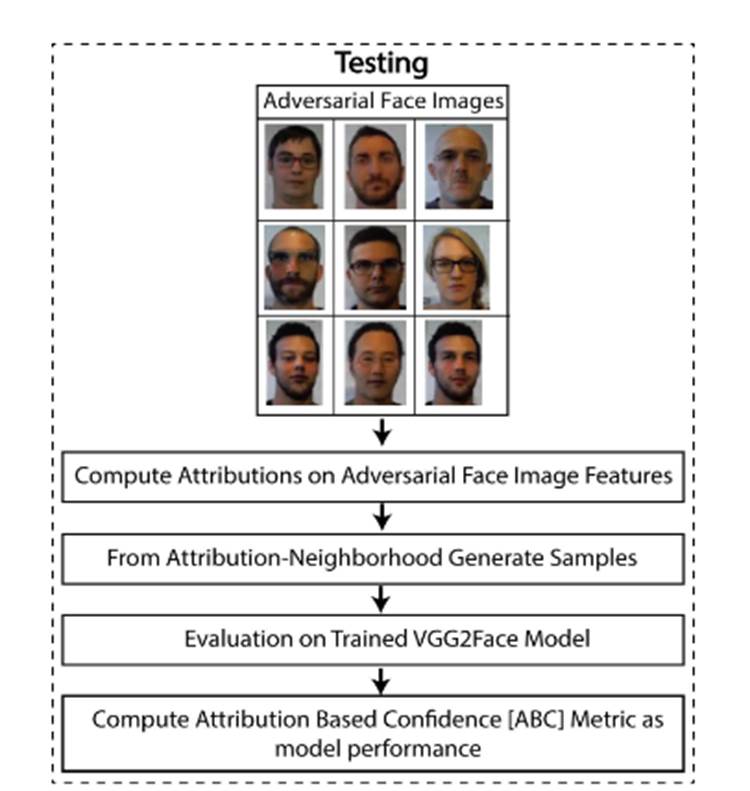 Testing
Adversarial Face Images
Compute Attributions on Adversarial Face Image Features
From Attribution-Neighborhood Generate Samples
Evaluation on Trained VGG2Face Model
Compute Attribution Based Confidence [ABC] Metric as
model performance